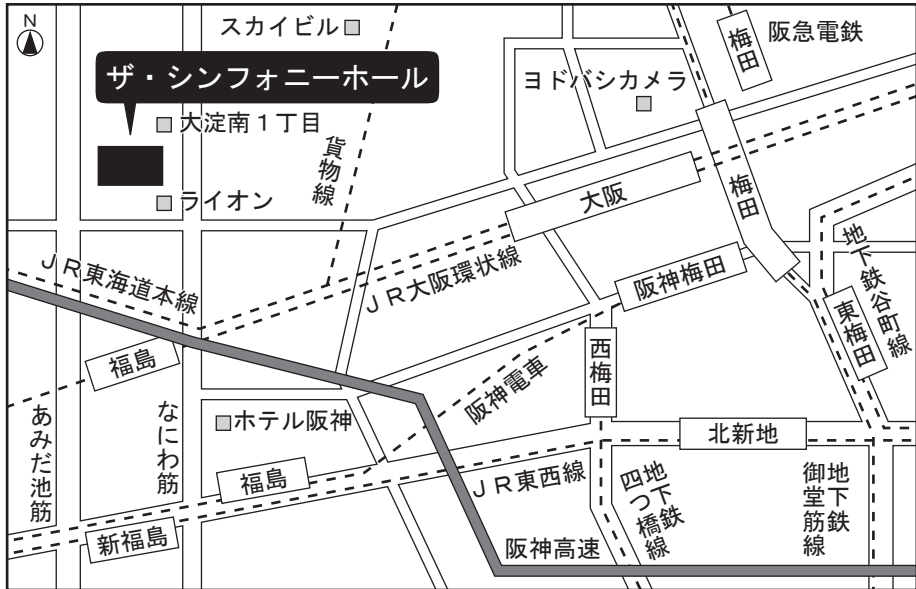 N
スカイビル
梅田
阪急電鉄
ザ・シンフォニーホール
ヨドバシカメラ
大淀南1丁目
貨物線
ライオン
大阪
梅田
地下鉄谷町線
JR東海道本線
JR大阪環状線
阪神梅田
東梅田
福島
西梅田
阪神電車
あみだ池筋
なにわ筋
ホテル阪神
北新地
福島
JR東西線
地下鉄
四つ橋線
地下鉄
御堂筋線
新福島
阪神高速